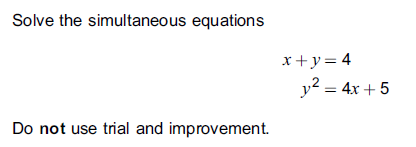 Solve the simultaneous equations
x + y = 4
y² = 4x + 5
Do not use trial and improvement.